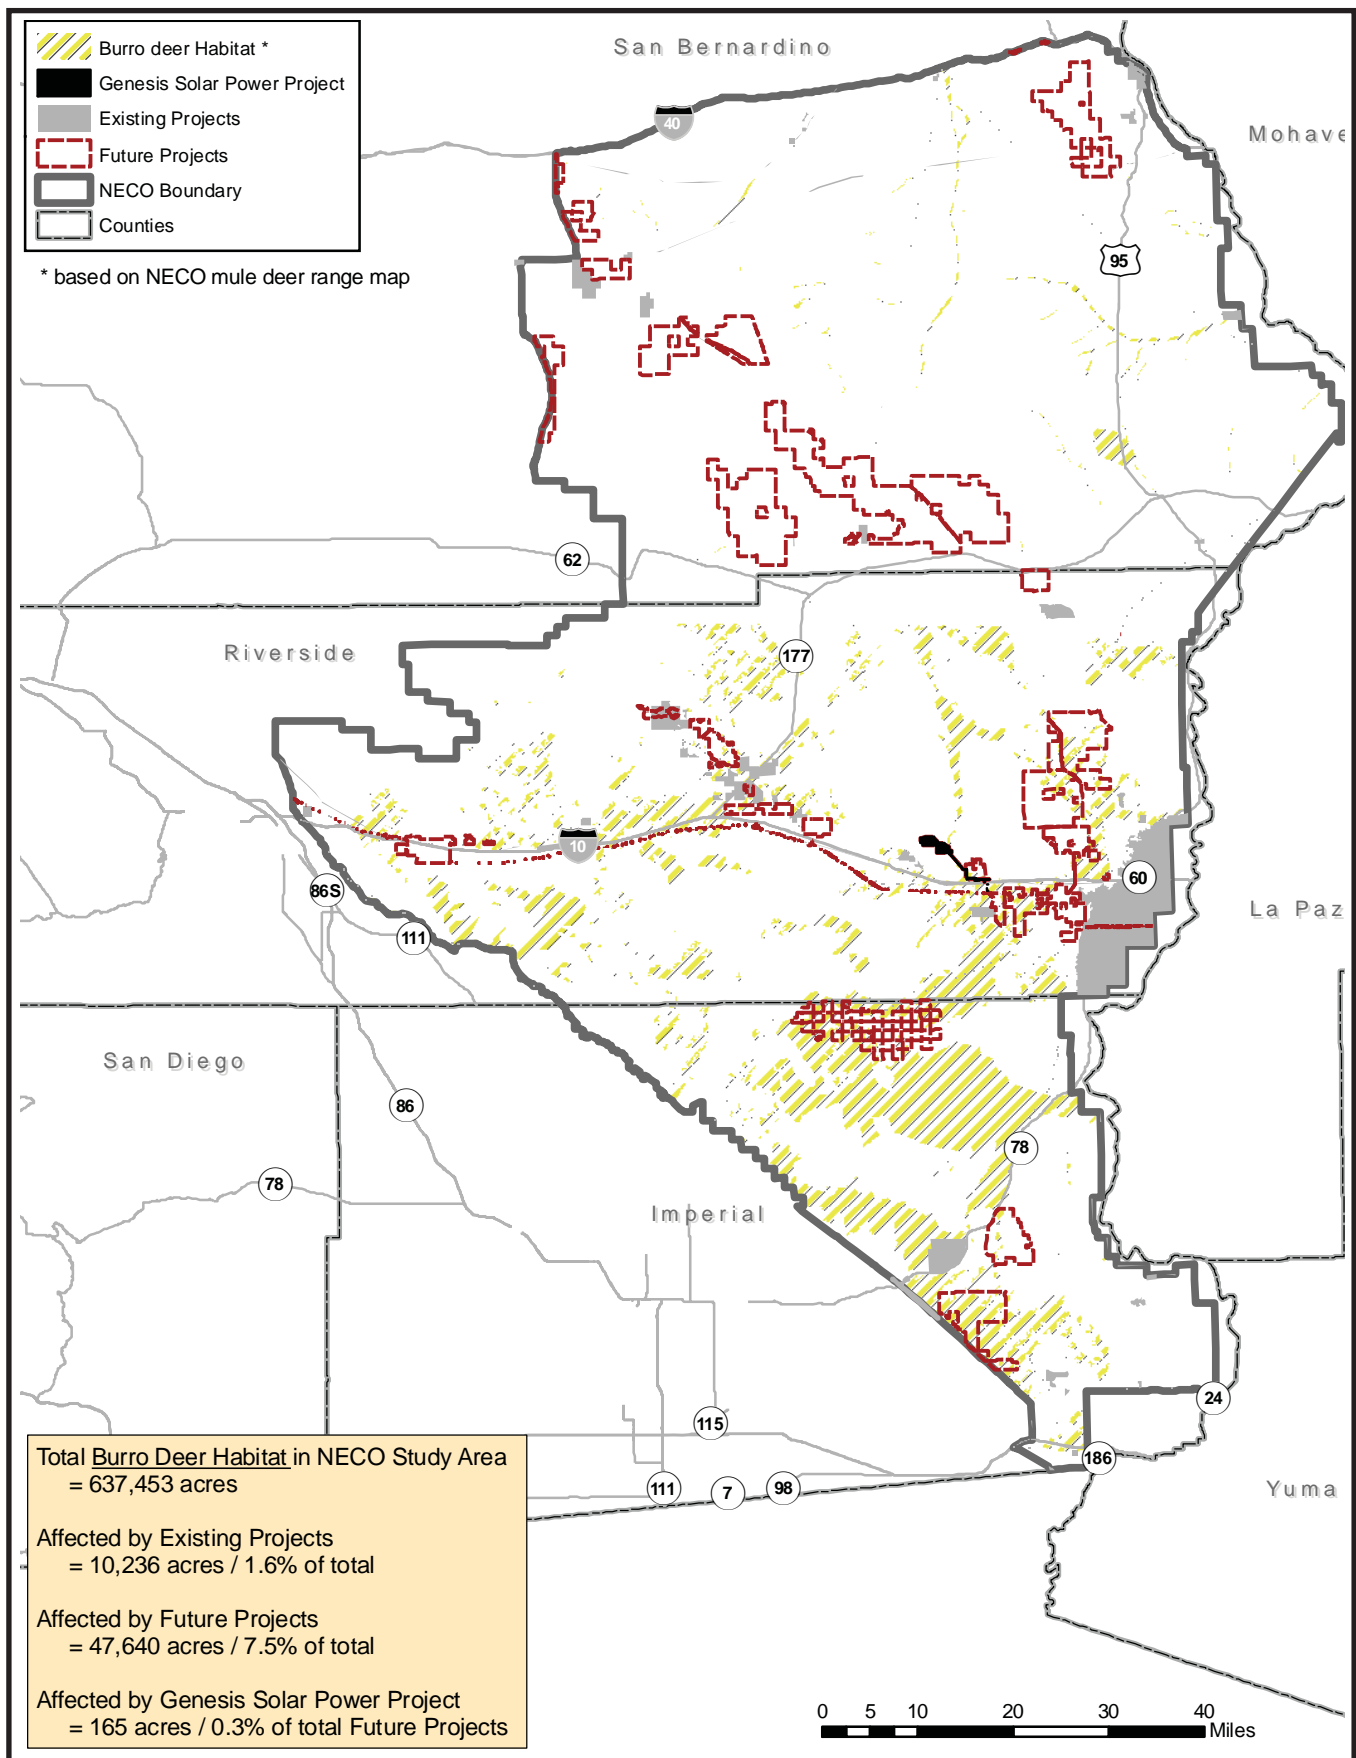 Burro deer Habitat *
Genesis Solar Power Project
Existing Projects
Future Projects
NECO Boundary
Counties
* based on NECO mule deer range map
San Bernardino
40
Mohave
95
62
Riverside
177
10
86S
60
111
La Paz
San Diego
86
78
78
Imperial
24
115
186
111
7
98
Yuma
Total Burro Deer Habitat in NECO Study Area
= 637,453 acres
Affected by Existing Projects
= 10,236 acres / 1.6% of total
Affected by Future Projects
= 47,640 acres / 7.5% of total
Affected by Genesis Solar Power Project
= 165 acres / 0.3% of total Future Projects
0 5 10 20 30 40
Miles